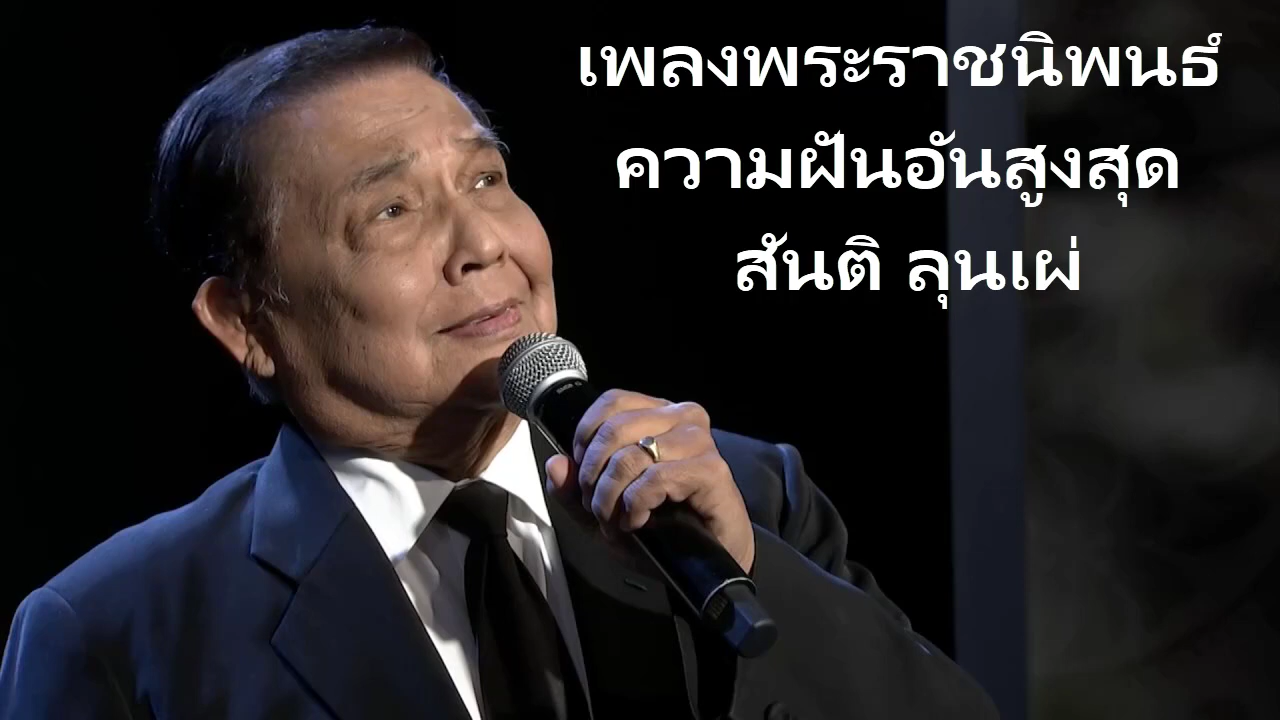 เพลงพระราชนิพนธ์
ความฝันอันสูงสุด
สันติ ลุนเผ่